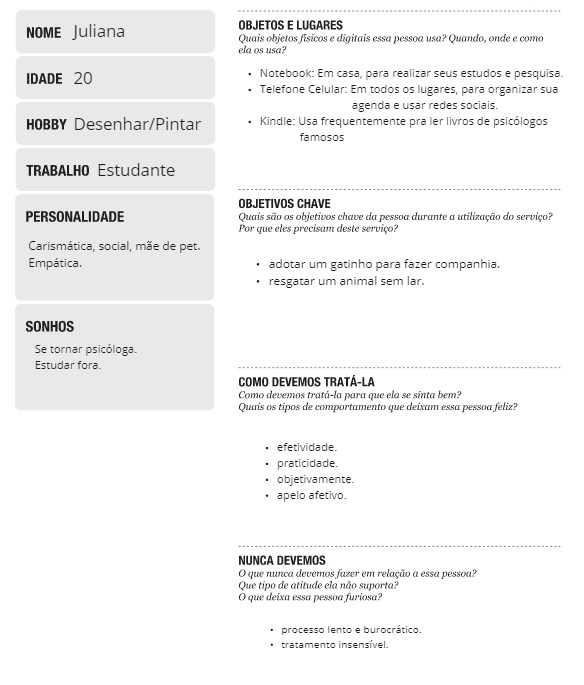 NOME Juliana
IDADE 20
HOBBY Desenhar/Pintar
TRABALHO Estudante
PERSONALIDADE
Carismática, social, mãe de pet.
Empática.
SONHOS
Se tornar psicóloga.
Estudar fora.
OBJETOS E LUGARES
Quais objetos físicos e digitais essa pessoa usa? Quando, onde e como
ela os usa?
• Notebook: Em casa, para realizar seus estudos e pesquisa.
• Telefone Celular: Em todos os lugares, para organizar sua
agenda e usar redes sociais.
• Kindle: Usa frequentemente pra ler livros de psicólogos
famosos
OBJETIVOS CHAVE
Quais são os objetivos chave da pessoa durante a utilização do serviço?
Por que eles precisam deste serviço?
• adotar um gatinho para fazer companhia.
• resgatar um animal sem lar.
COMO DEVEMOS TRATÁ-LA
Como devemos tratá-la para que ela se sinta bem?
Quais os tipos de comportamento que deixam essa pessoa feliz?
• efetividade.
• praticidade.
• objetivamente.
• apelo afetivo.
NUNCA DEVEMOS
O que nunca devemos fazer em relação a essa pessoa?
Que tipo de atitude ela não suporta?
O que deixa essa pessoa furiosa?
• processo lento e burocrático.
• tratamento insensível.